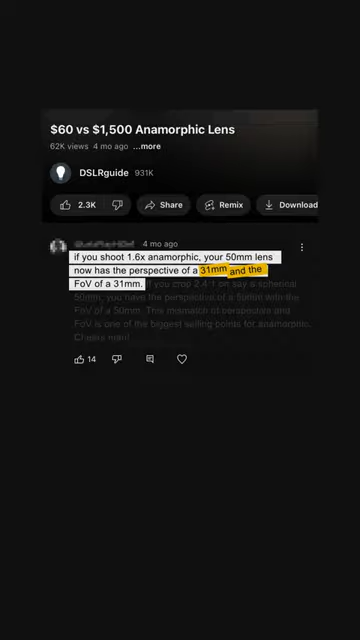 $60 vs $1,500 Anamorphic Lens
62K views 4 mo ago ...more
DSLRguide 931K
2.3K Share Remix Download
4 mo ago
if you shoot 1.6x anamorphic, your 50mm lens
now has the perspective of a 31mm and the
FoV of a 31mm. If you crop 2.4:1 on say a spherical
50mm, you have the perspective of a 50mm with the
FoV of a 50mm. This mismatch of perspective and
FoV is one of the biggest selling points for anamorphic.
Cheers man!
14